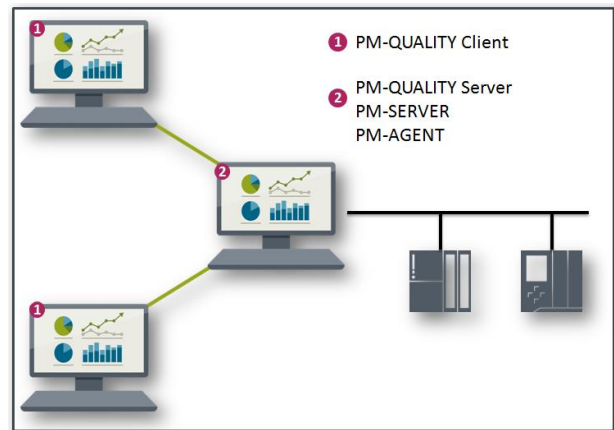 1
1 PM-QUALITY Client
PM-QUALITY Server
2 PM-SERVER
PM-AGENT
2
1